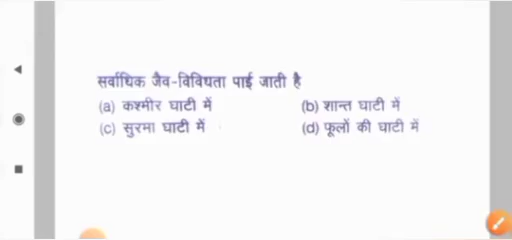 सर्वाधिक जैव-विविधता पाई जाती है
(a) कश्मीर घाटी में (b) शान्त घाटी में
(c) सुरमा घाटी में (d) फूलों की घाटी में